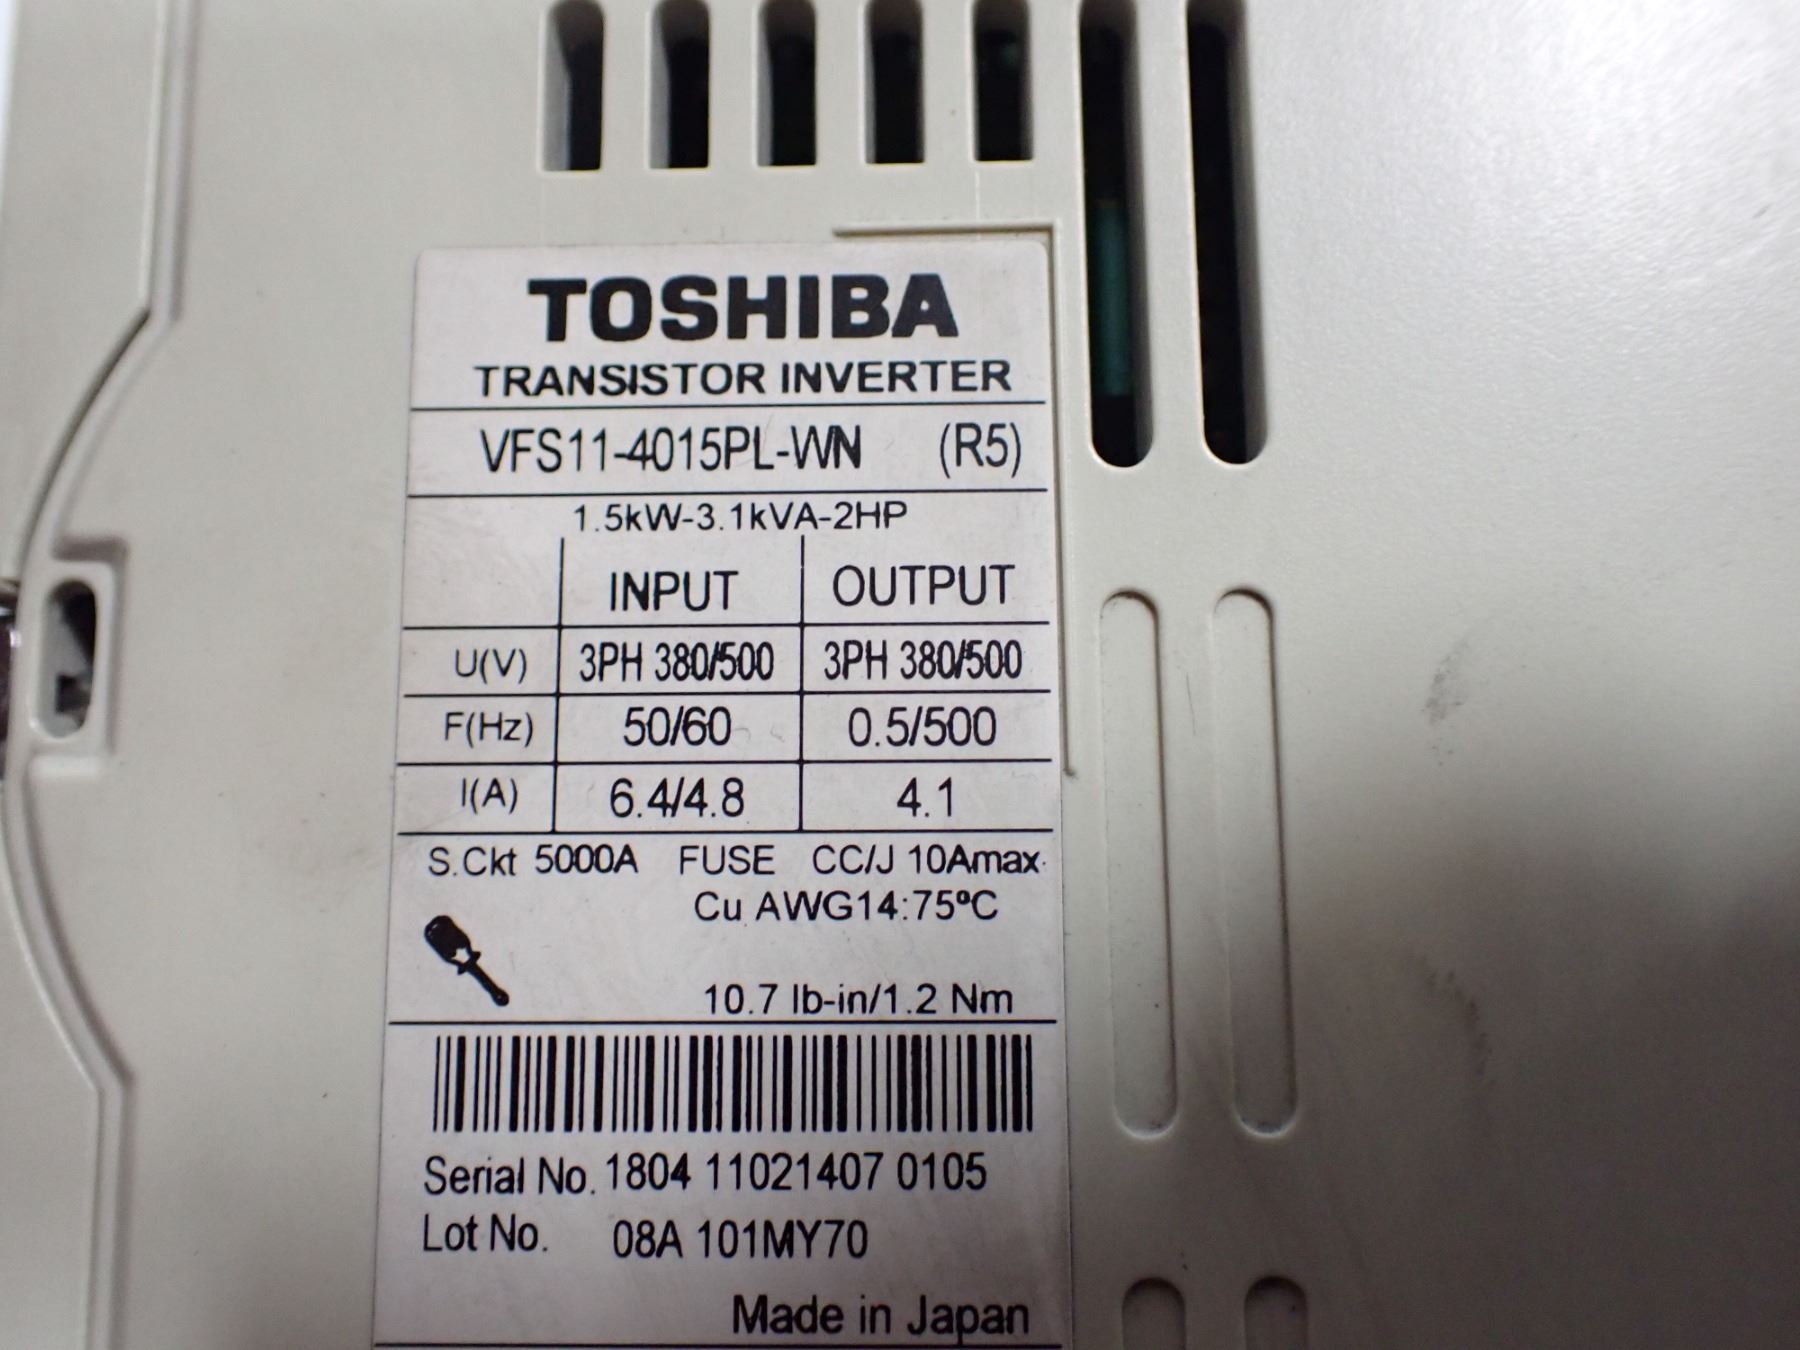 TOSHIBA
TRANSISTOR INVERTER
VFS11-4015PL-WN (R5)
1.5kW-3.1kVA-2HP
INPUT OUTPUT
U(V) 3PH 380/500 3PH 380/500
F(Hz) 50/60 0.5/500
I(A) 6.4/4.8 4.1
S.Ckt 5000A FUSE CC/J 10Amax.
Cu AWG14:75ºC
10.7 lb-in/1.2 Nm
Serial No. 1804 11021407 0105
Lot No. 08A 101MY70
Made in Japan